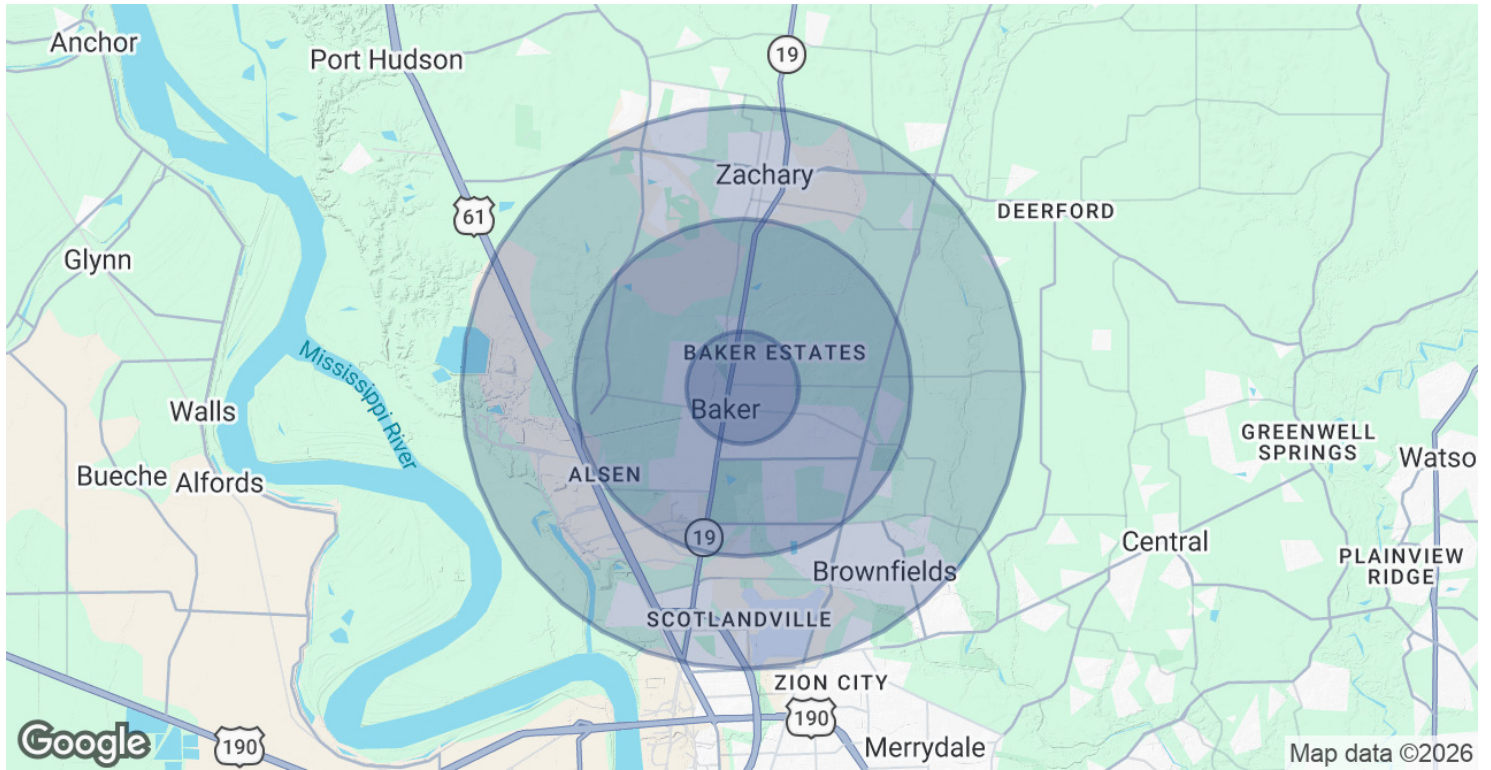 Anchor
Port Hudson
19
Zachary
61
DEERFORD
Glynn
BAKER ESTATES
Mississippi River
Walls
Baker
GREENWELL
SPRINGS
Watso
Bueche
Alfords
ALSEN
19
Central
PLAINVIEW
RIDGE
Brownfields
SCOTLANDVILLE
ZION CITY
190
190
Merrydale
Google
Map data ©2026